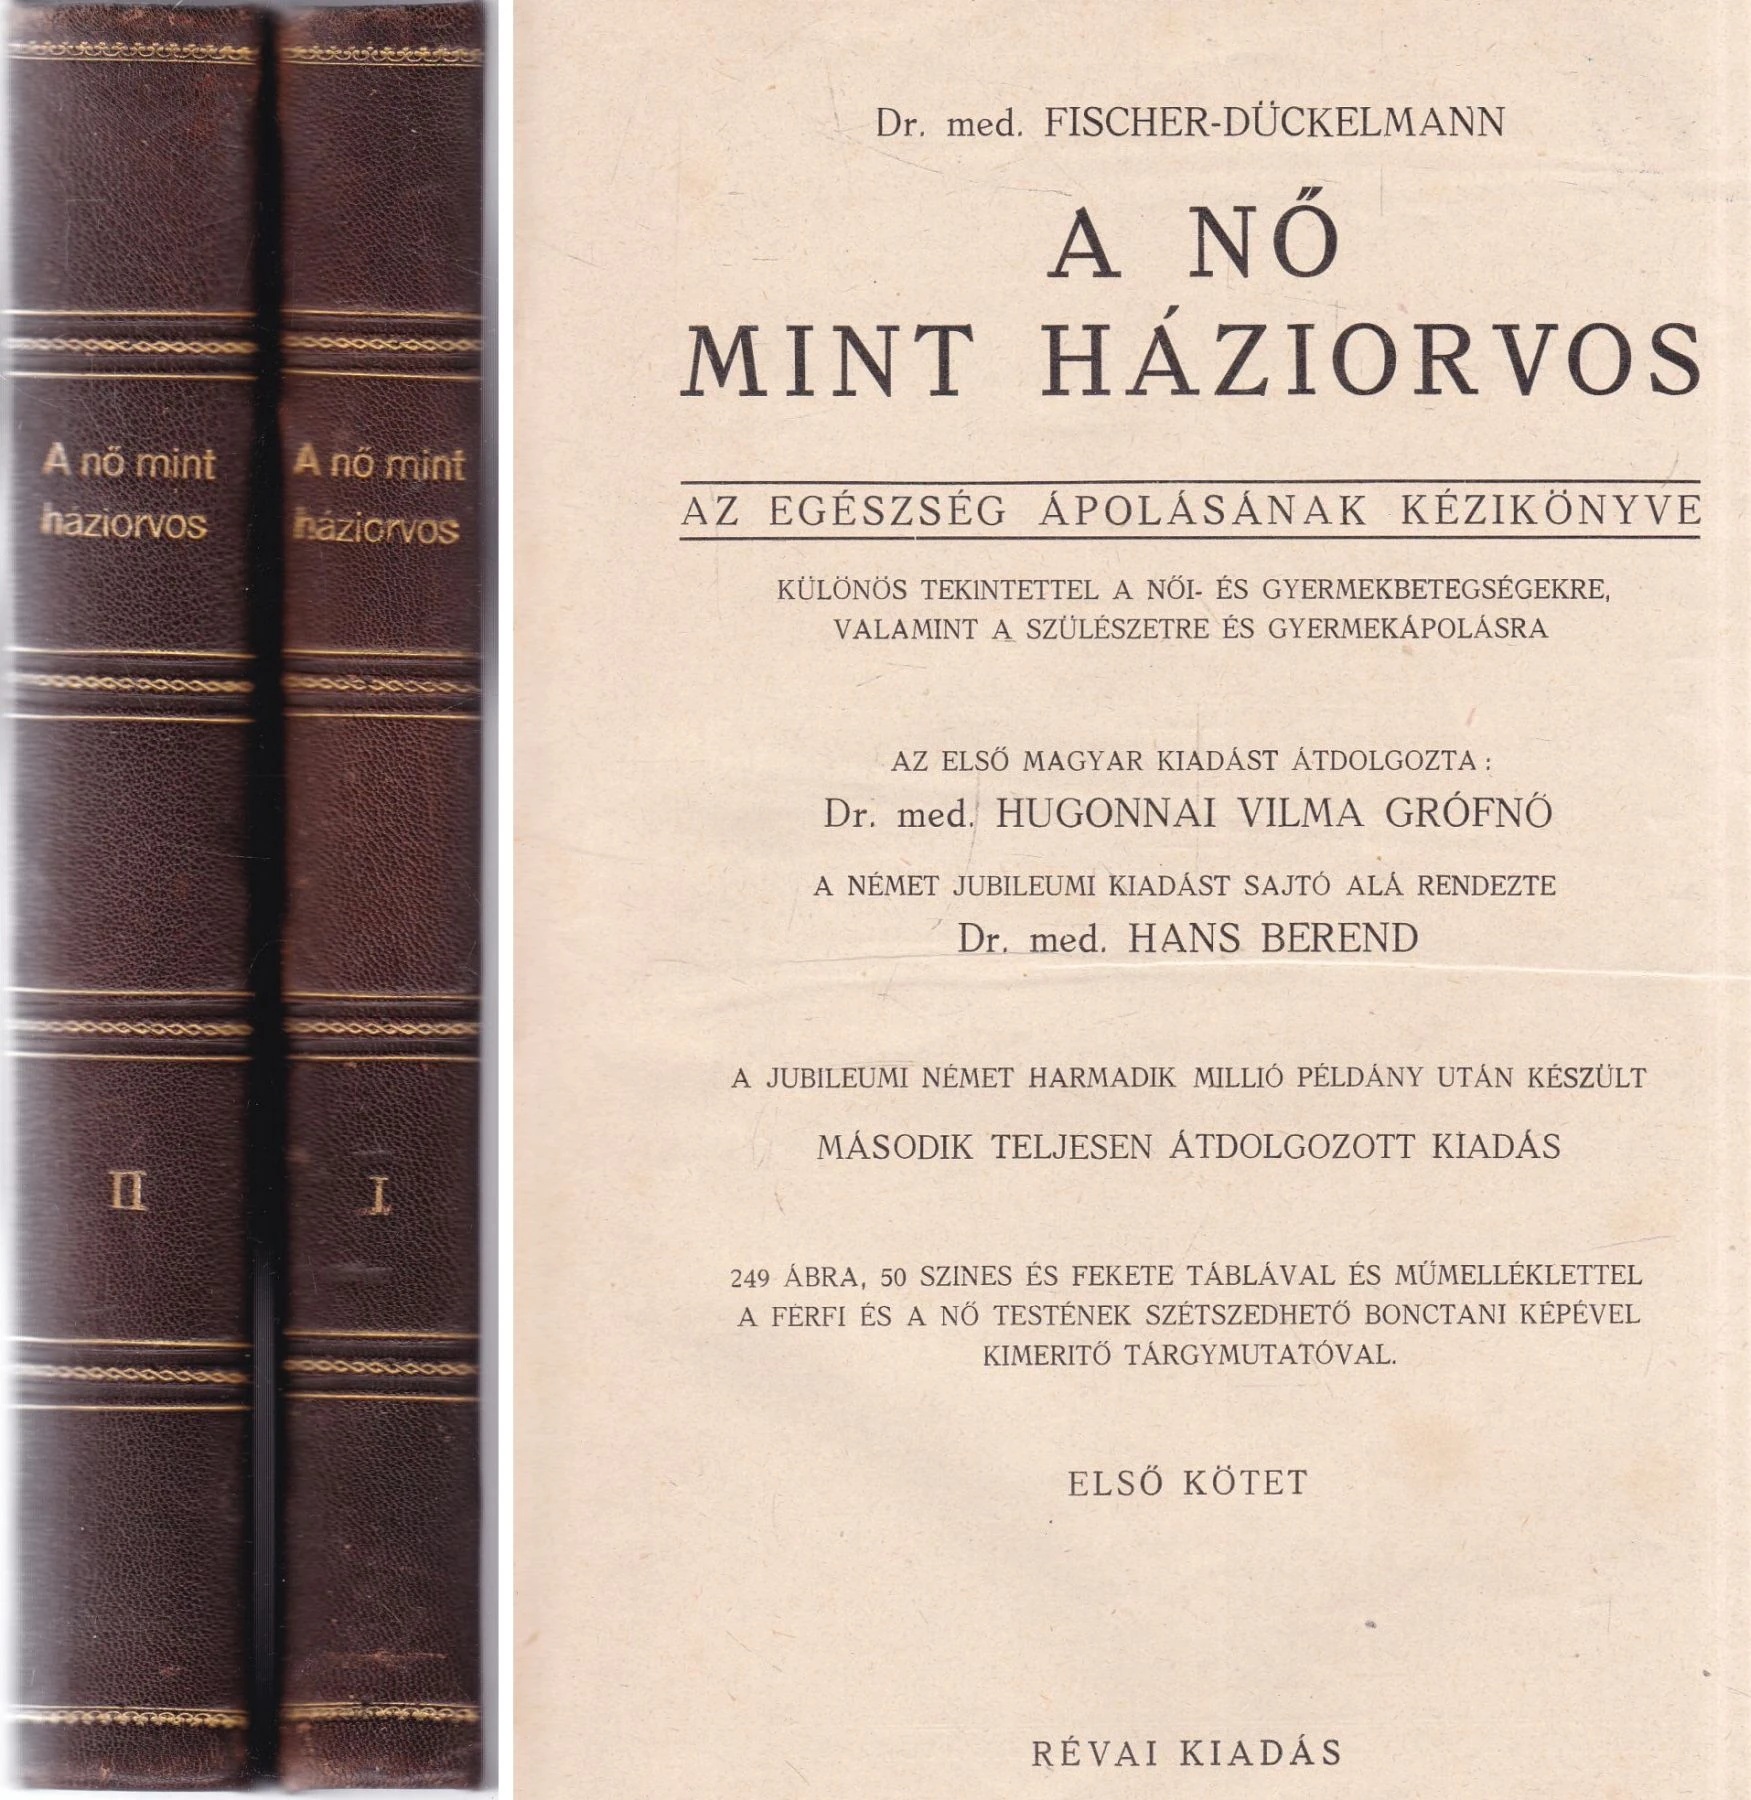 A nő mint
háziorvos
II
A nő mint
háziorvos
I
Dr. med. FISCHER-DÜCKELMANN
A NŐ
MINT HÁZIORVOS
AZ EGÉSZSÉG ÁPOLÁSÁNAK KÉZIKÖNYVE
KÜLÖNÖS TEKINTETTEL A NŐI- ÉS GYERMEKBETEGSÉGEKRE,
VALAMINT A SZÜLÉSZETRE ÉS GYERMEKÁPOLÁSRA
AZ ELSŐ MAGYAR KIADÁST ÁTDOLGOZTA :
Dr. med. HUGONNAI VILMA GRÓFNŐ
A NÉMET JUBILEUMI KIADÁST SAJTÓ ALÁ RENDEZTE
Dr. med. HANS BEREND
A JUBILEUMI NÉMET HARMADIK MILLIÓ PÉLDÁNY UTÁN KÉSZÜLT
MÁSODIK TELJESEN ÁTDOLGOZOTT KIADÁS
249 ÁBRA, 50 SZINES ÉS FEKETE TÁBLÁVAL ÉS MŰMELLÉKLETTEL
A FÉRFI ÉS A NŐ TESTÉNEK SZÉTSZEDHETŐ BONCTANI KÉPÉVEL
KIMERITŐ TÁRGYMUTATÓVAL.
ELSŐ KÖTET
RÉVAI KIADÁS